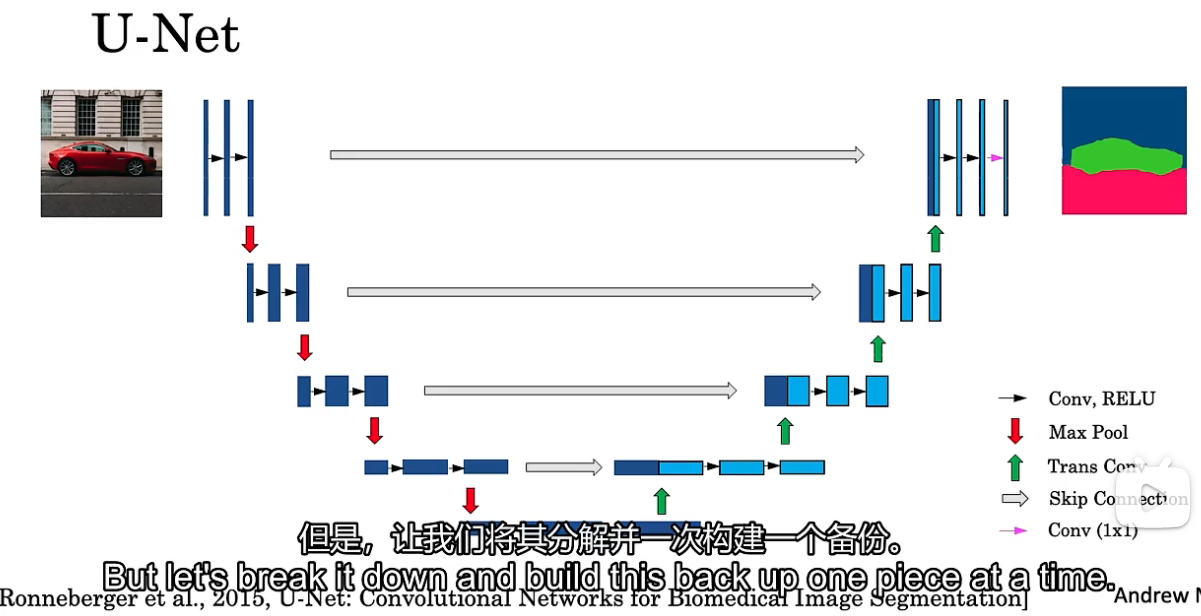 U-Net
Conv, RELU
Max Pool
Trans Conv
Skip Connection
Conv (1x1)
但是，让我们将其分解并一次构建一个备份。
But let's break it down and build this back up one piece at a time.
Ronneberger et al., 2015, U-Net: Convolutional Networks for Biomedical Image Segmentation]
Andrew